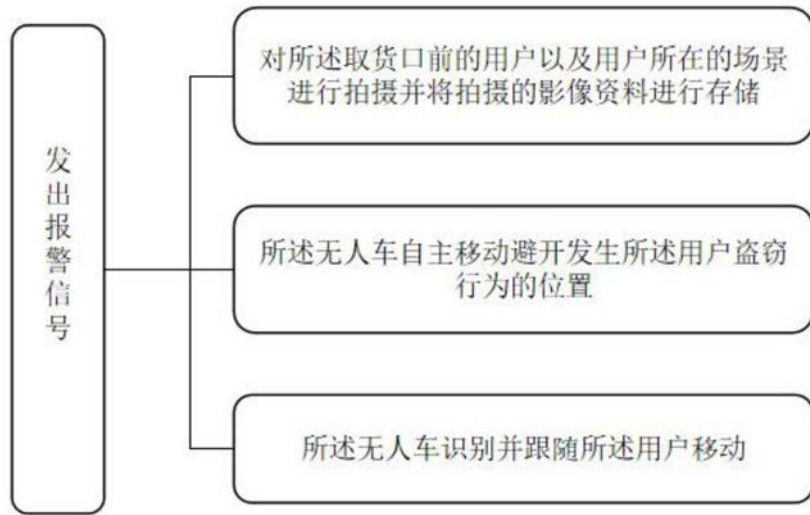 发出报警信号
对所述取货口前的用户以及用户所在的场景
进行拍摄并将拍摄的影像资料进行存储
所述无人车自主移动避开发生所述用户盗窃
行为的位置
所述无人车识别并跟随所述用户移动